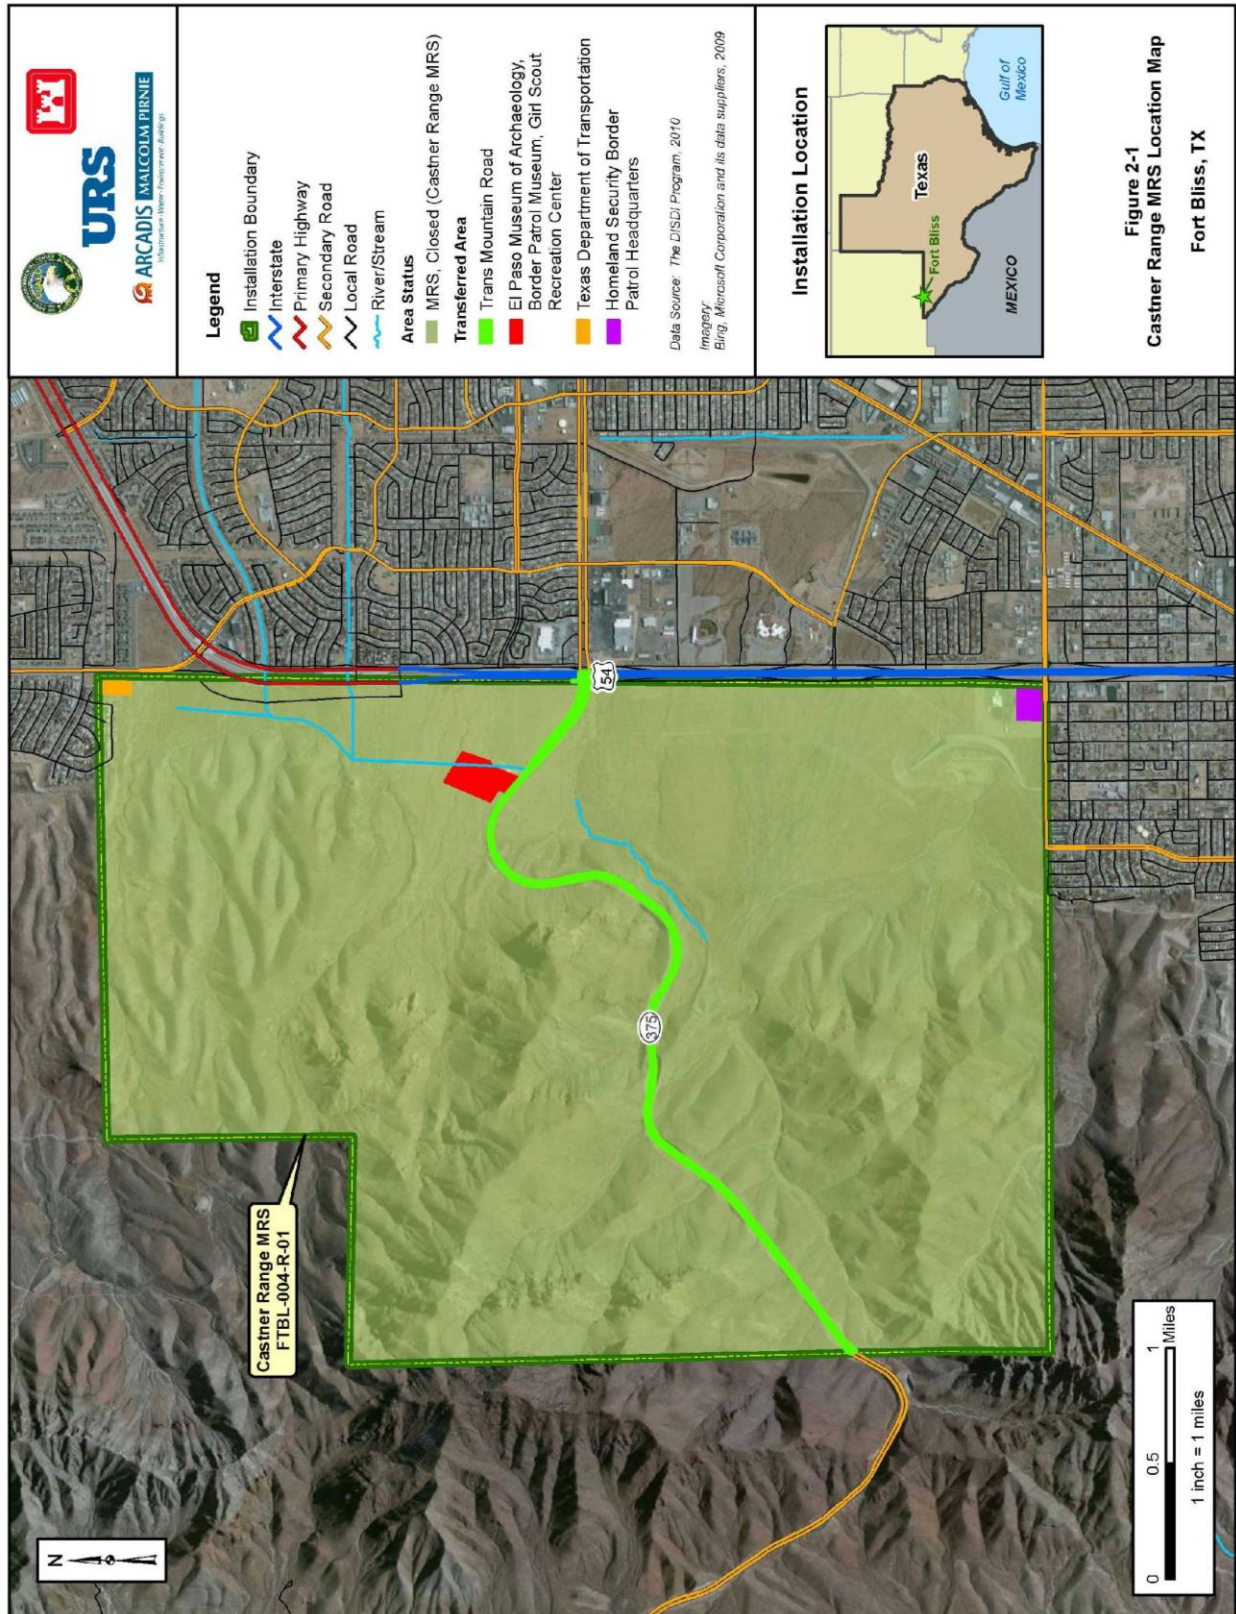 N
Castner Range MRS
FTBL-004-R-01
375
54
0 0.5 1
Miles
1 inch = 1 miles
URS
ARCADIS MALCOLM PIRNIE
Infrastructure · Water · Environment · Buildings
Legend
Installation Boundary
Interstate
Primary Highway
Secondary Road
Local Road
River/Stream
Area Status
MRS, Closed (Castner Range MRS)
Transferred Area
Trans Mountain Road
El Paso Museum of Archaeology,
Border Patrol Museum, Girl Scout
Recreation Center
Texas Department of Transportation
Homeland Security Border
Patrol Headquarters
Data Source: The DISDI Program, 2010
Imagery:
Bing, Microsoft Corporation and its data suppliers, 2009
Installation Location
Texas
Fort Bliss
MEXICO
Gulf of
Mexico
Figure 2-1
Castner Range MRS Location Map
Fort Bliss, TX